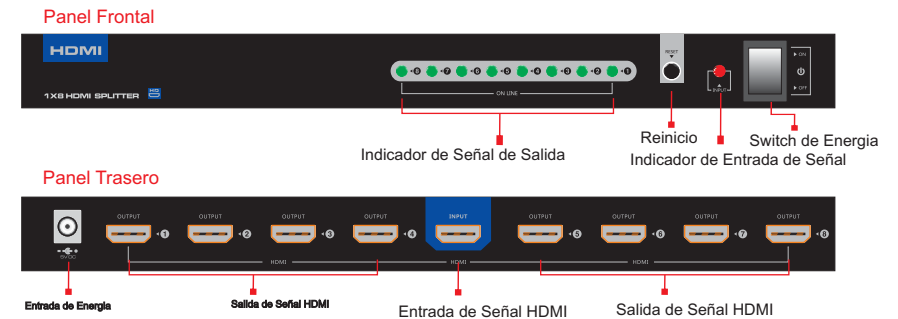 Panel Frontal
HDMI
1X8 HDMI SPLITTER
8 7 6 5 4 3 2 1
ON LINE
RESET
INPUT
ON
OFF
Indicador de Señal de Salida
Reinicio
Switch de Energia
Indicador de Entrada de Señal
Panel Trasero
OUTPUT OUTPUT OUTPUT OUTPUT INPUT OUTPUT OUTPUT OUTPUT OUTPUT
1 2 3 4 5 6 7 8
5VDC
HDMI HDMI HDMI
Entrada de Energia
Salida de Señal HDMI
Entrada de Señal HDMI
Salida de Señal HDMI